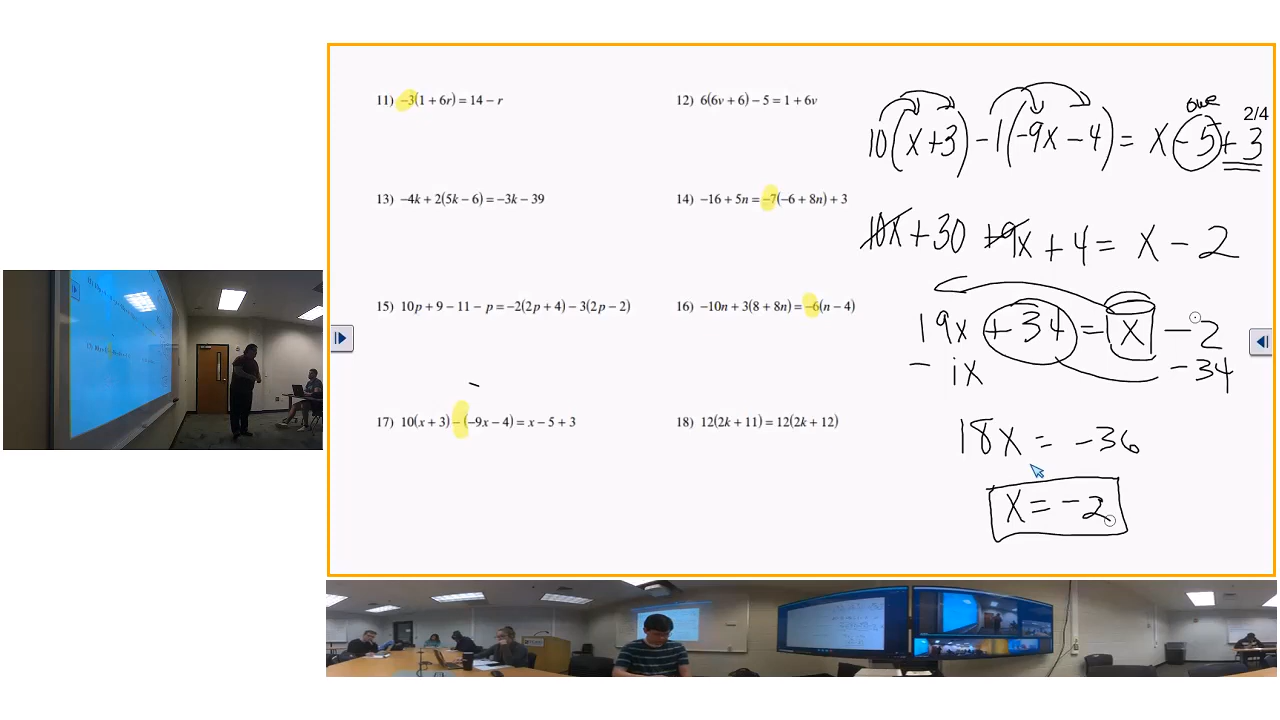 11) −3(1 + 6r) = 14 − r
12) 6(6v + 6) − 5 = 1 + 6v
13) −4k + 2(5k − 6) = −3k − 39
14) −16 + 5n = −7(−6 + 8n) + 3
15) 10p + 9 − 11 − p = −2(2p + 4) − 3(2p − 2)
16) −10n + 3(8 + 8n) = −6(n − 4)
17) 10(x + 3) − (−9x − 4) = x − 5 + 3
18) 12(2k + 11) = 12(2k + 12)
owe
2/4
10(x+3) −1(−9x −4) = x −5 + 3
10x + 30 + 9x + 4 = x − 2
19x + 34 = x − 2
− 1x − 34
18x = −36
x = −2